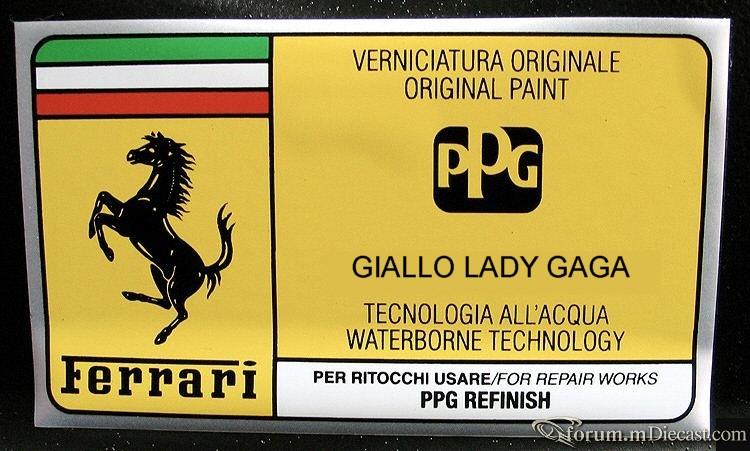 VERNICIATURA ORIGINALE
ORIGINAL PAINT
PPG
GIALLO LADY GAGA
TECNOLOGIA ALL'ACQUA
WATERBORNE TECHNOLOGY
Ferrari
PER RITOCCHI USARE/FOR REPAIR WORKS
PPG REFINISH
forum.mDiecast.com